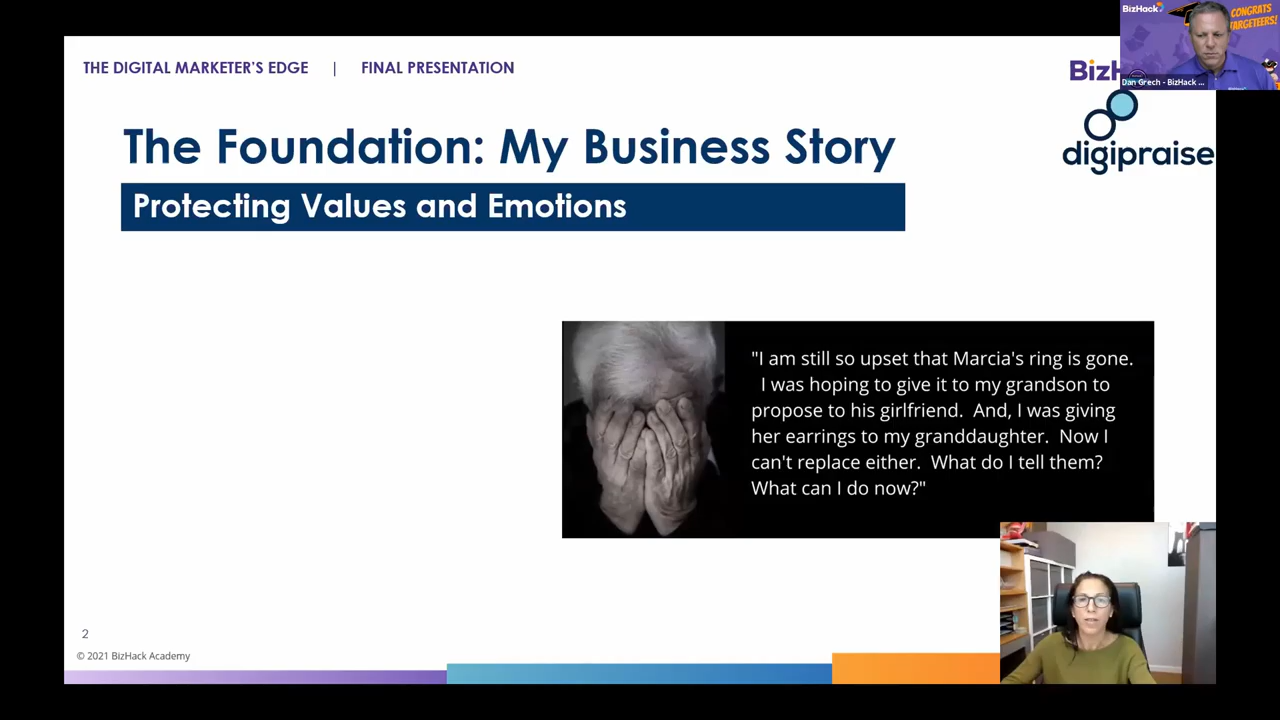 THE DIGITAL MARKETER'S EDGE | FINAL PRESENTATION
BizH
BizHack
CONGRATS
TARGETEERS!
Dan Grech - BizHack ...
digipraise
The Foundation: My Business Story
Protecting Values and Emotions
"I am still so upset that Marcia's ring is gone.
I was hoping to give it to my grandson to
propose to his girlfriend. And, I was giving
her earrings to my granddaughter. Now I
can't replace either. What do I tell them?
What can I do now?"
2
© 2021 BizHack Academy